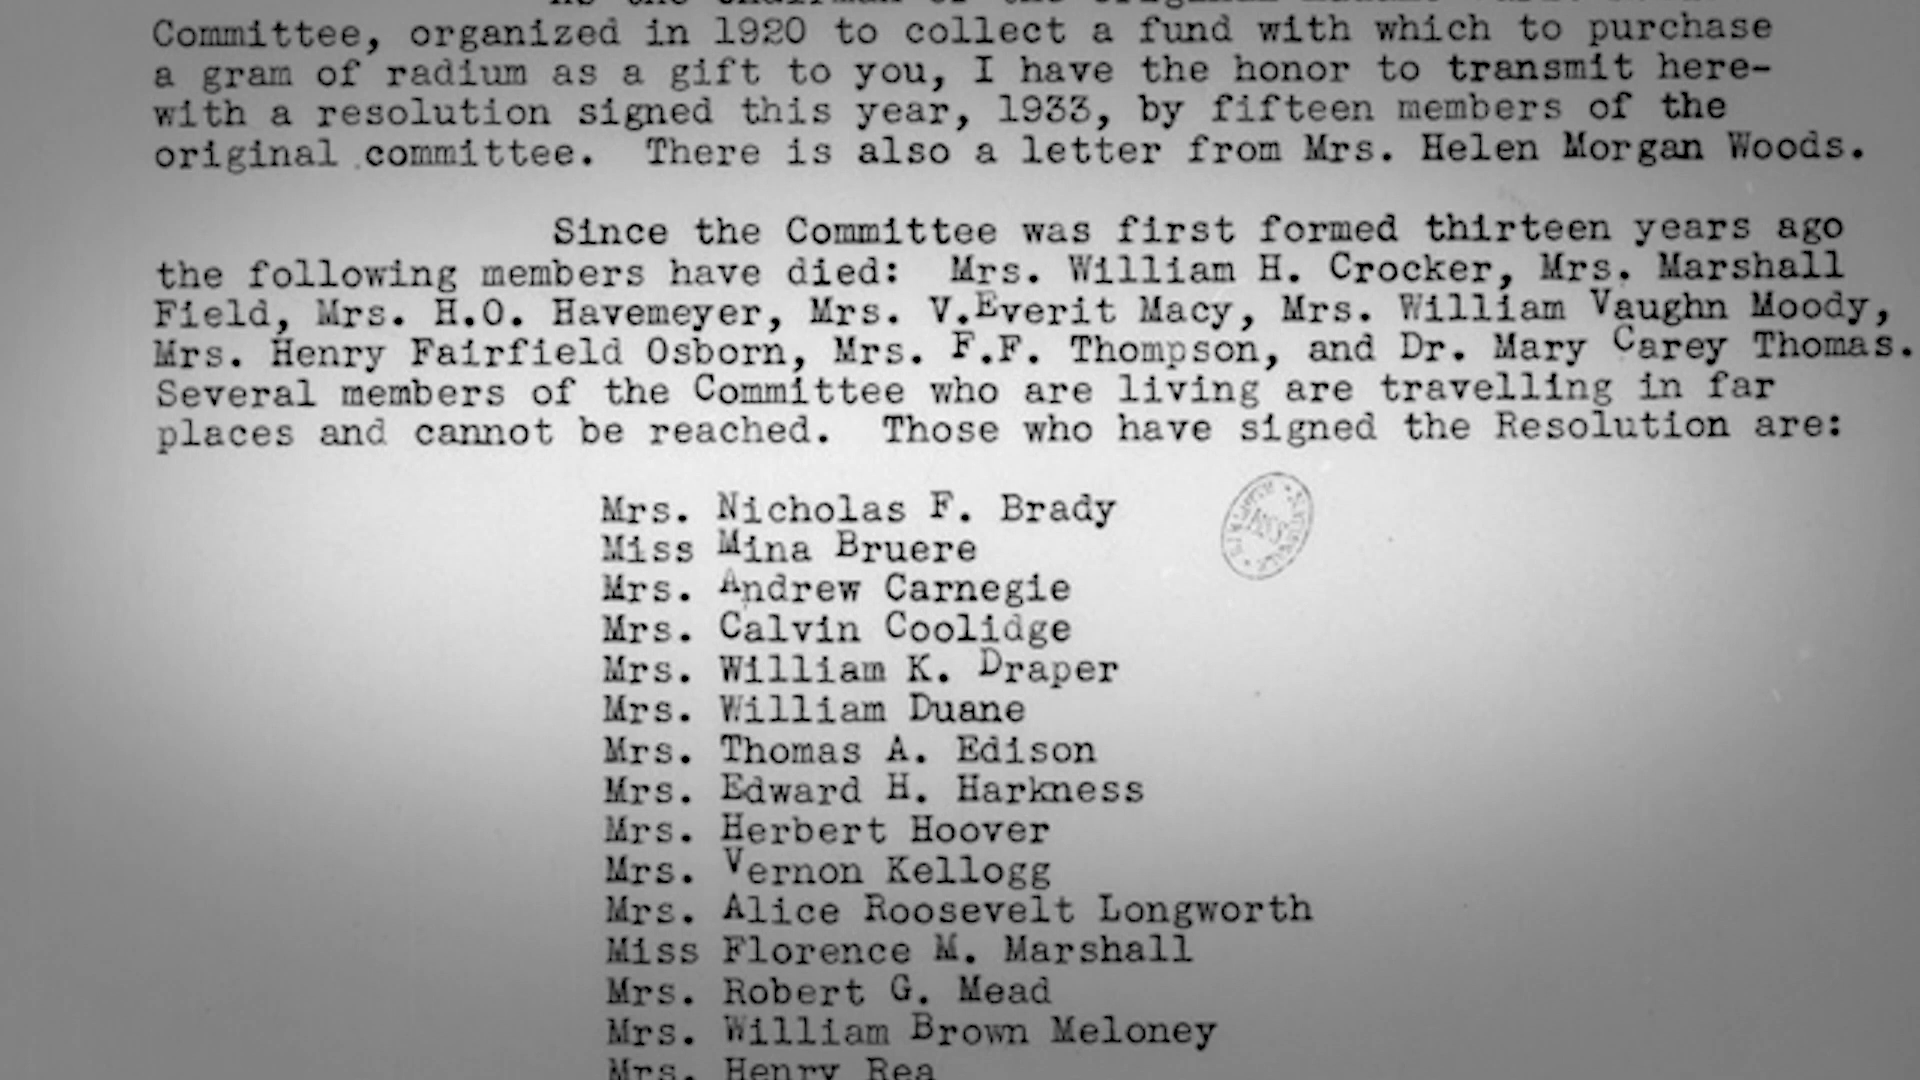 Committee, organized in 1920 to collect a fund with which to purchase
a gram of radium as a gift to you, I have the honor to transmit here-
with a resolution signed this year, 1933, by fifteen members of the
original committee. There is also a letter from Mrs. Helen Morgan Woods.
Since the Committee was first formed thirteen years ago
the following members have died: Mrs. William H. Crocker, Mrs. Marshall
Field, Mrs. H.O. Havemeyer, Mrs. V.Everit Macy, Mrs. William Vaughn Moody,
Mrs. Henry Fairfield Osborn, Mrs. F.F. Thompson, and Dr. Mary Carey Thomas.
Several members of the Committee who are living are travelling in far
places and cannot be reached. Those who have signed the Resolution are:
Mrs. Nicholas F. Brady
Miss Mina Bruere
Mrs. Andrew Carnegie
Mrs. Calvin Coolidge
Mrs. William K. Draper
Mrs. William Duane
Mrs. Thomas A. Edison
Mrs. Edward H. Harkness
Mrs. Herbert Hoover
Mrs. Vernon Kellogg
Mrs. Alice Roosevelt Longworth
Miss Florence M. Marshall
Mrs. Robert G. Mead
Mrs. William Brown Meloney
Mrs. Henry Rea